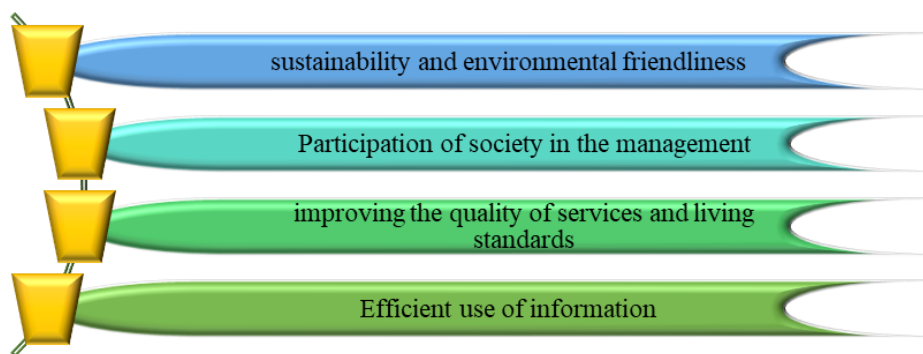 sustainability and environmental friendliness
Participation of society in the management
improving the quality of services and living
standards
Efficient use of information